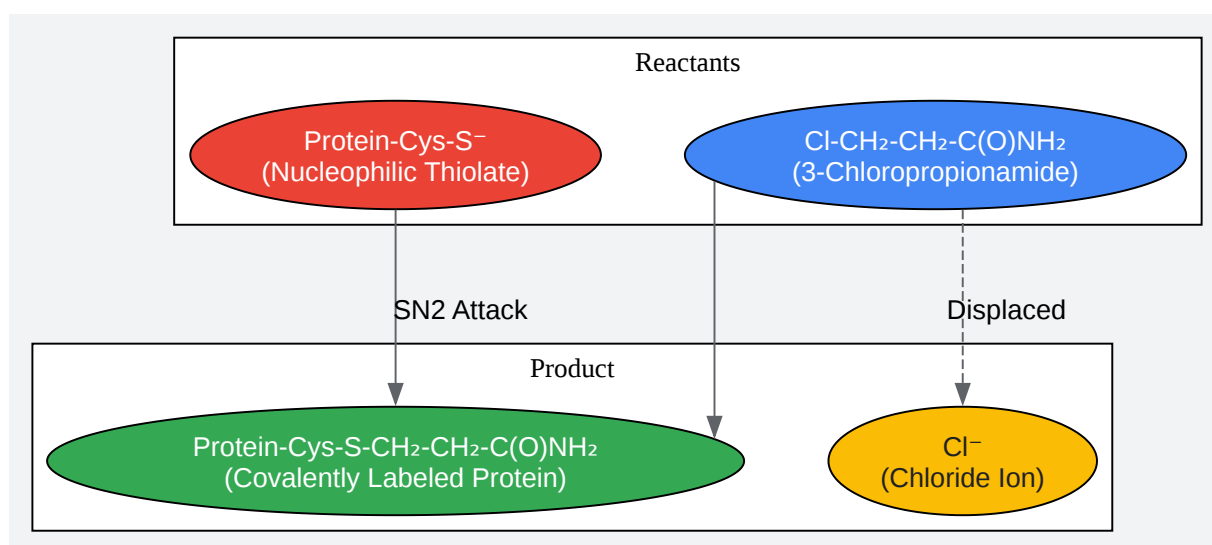 Reactants
Protein-Cys-S⁻
(Nucleophilic Thiolate)
Cl-CH₂-CH₂-C(O)NH₂
(3-Chloropropionamide)
SN2 Attack
Displaced
Product
Protein-Cys-S-CH₂-CH₂-C(O)NH₂
(Covalently Labeled Protein)
Cl⁻
(Chloride Ion)